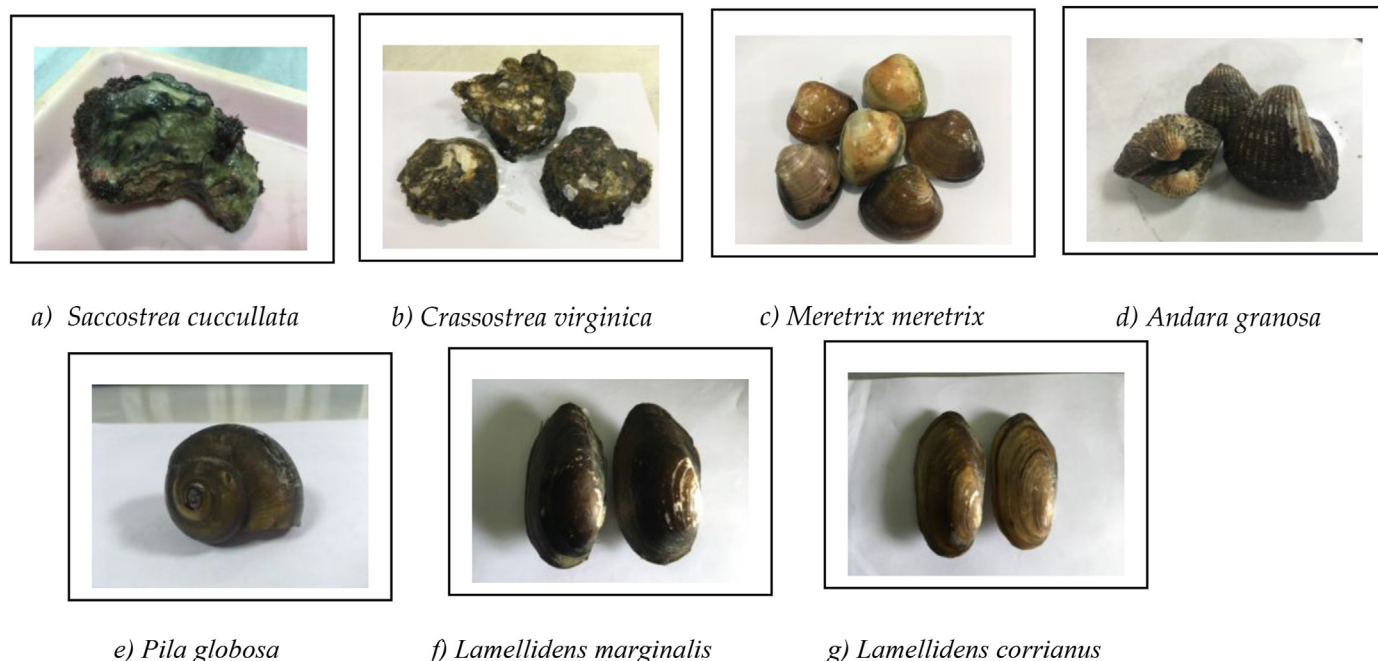 a) Saccostrea cuccullata
b) Crassostrea virginica
c) Meretrix meretrix
d) Andara granosa
e) Pila globosa
f) Lamellidens marginalis
g) Lamellidens corrianus